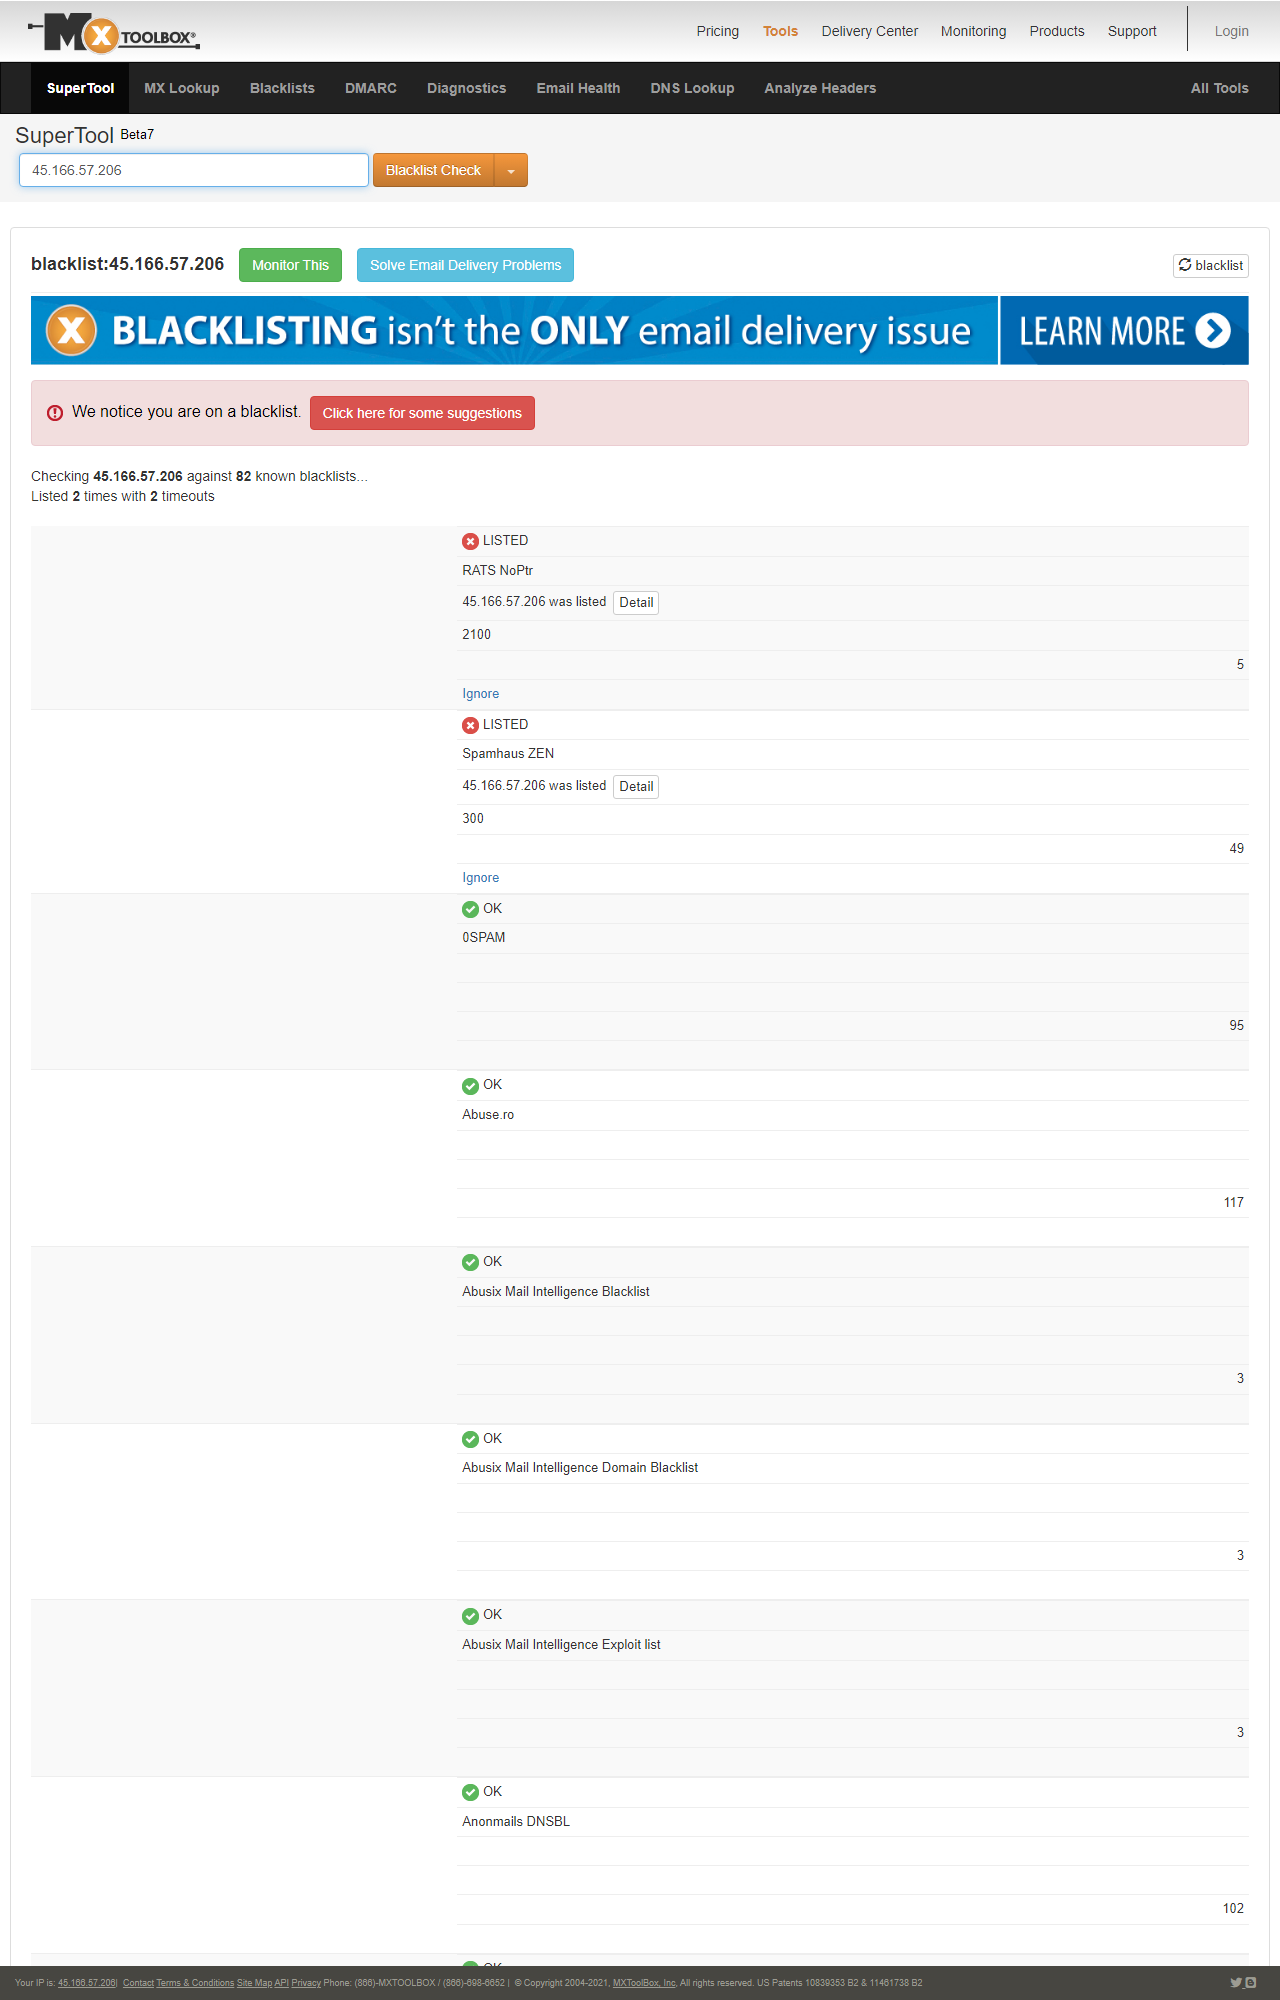 MX TOOLBOX®
Pricing Tools Delivery Center Monitoring Products Support Login
SuperTool MX Lookup Blacklists DMARC Diagnostics Email Health DNS Lookup Analyze Headers All Tools
SuperTool Beta7
45.166.57.206 Blacklist Check
blacklist:45.166.57.206 Monitor This Solve Email Delivery Problems blacklist
X BLACKLISTING isn't the ONLY email delivery issue LEARN MORE
We notice you are on a blacklist. Click here for some suggestions
Checking 45.166.57.206 against 82 known blacklists...
Listed 2 times with 2 timeouts
LISTED
RATS NoPtr
45.166.57.206 was listed Detail
2100
5
Ignore
LISTED
Spamhaus ZEN
45.166.57.206 was listed Detail
300
49
Ignore
OK
0SPAM
95
OK
Abuse.ro
117
OK
Abusix Mail Intelligence Blacklist
3
OK
Abusix Mail Intelligence Domain Blacklist
3
OK
Abusix Mail Intelligence Exploit list
3
OK
Anonmails DNSBL
102
OK
Your IP is: 45.166.57.206| Contact Terms & Conditions Site Map API Privacy Phone: (866)-MXTOOLBOX / (866)-698-6652 | © Copyright 2004-2021, MXToolBox, Inc, All rights reserved. US Patents 10839353 B2 & 11461738 B2